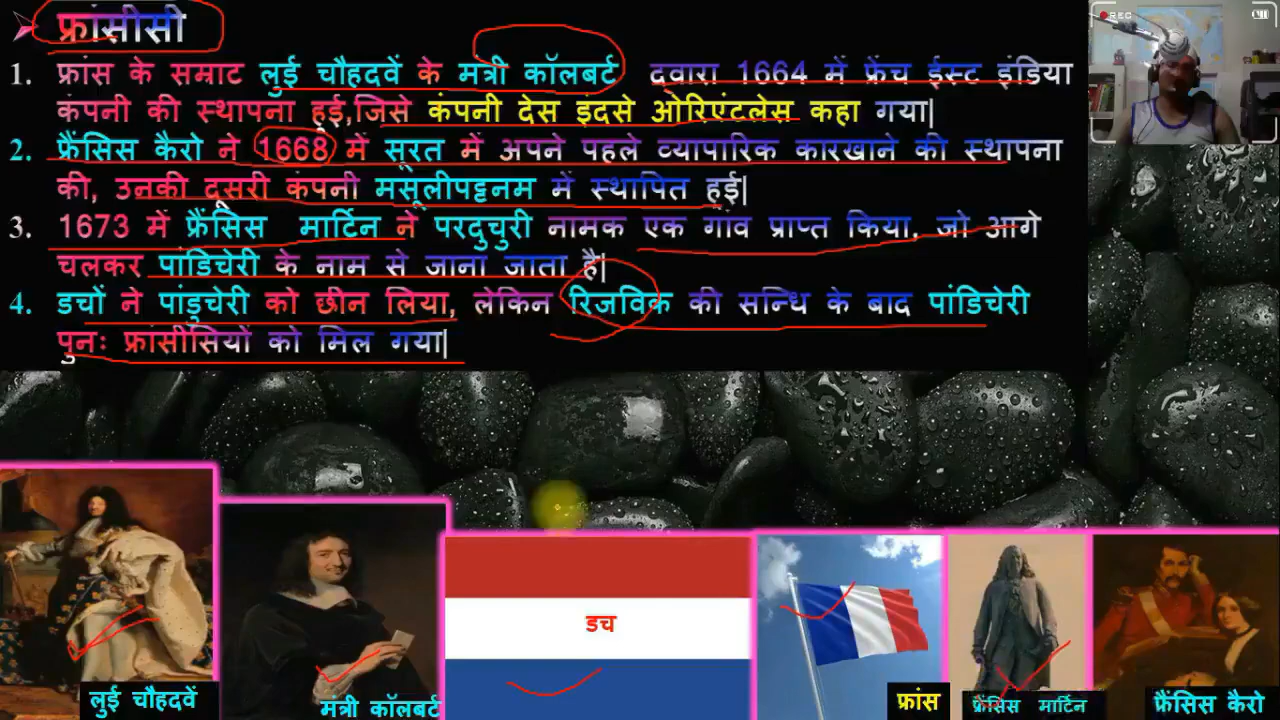 फ्रांसीसी
REC
1. फ्रांस के सम्राट लुई चौहदवें के मंत्री कॉलबर्ट द्वारा 1664 में फ्रेंच ईस्ट इंडिया
कंपनी की स्थापना हुई,जिसे कंपनी देस इंदसे ओरिएंटलेस कहा गया|
2. फ्रैंसिस कैरो ने 1668 में सूरत में अपने पहले व्यापारिक कारखाने की स्थापना
की, उनकी दूसरी कंपनी मसूलीपट्टनम में स्थापित हुई|
3. 1673 में फ्रैंसिस मार्टिन ने परदुचुरी नामक एक गांव प्राप्त किया, जो आगे
चलकर पांडिचेरी के नाम से जाना जाता है|
4. डचों ने पांडुचेरी को छीन लिया, लेकिन रिजविक की सन्धि के बाद पांडिचेरी
पुनः फ्रांसीसियों को मिल गया|
डच
लुई चौहदवें
मंत्री कॉलबर्ट
फ्रांस
फ्रैंसिस मार्टिन
फ्रैंसिस कैरो